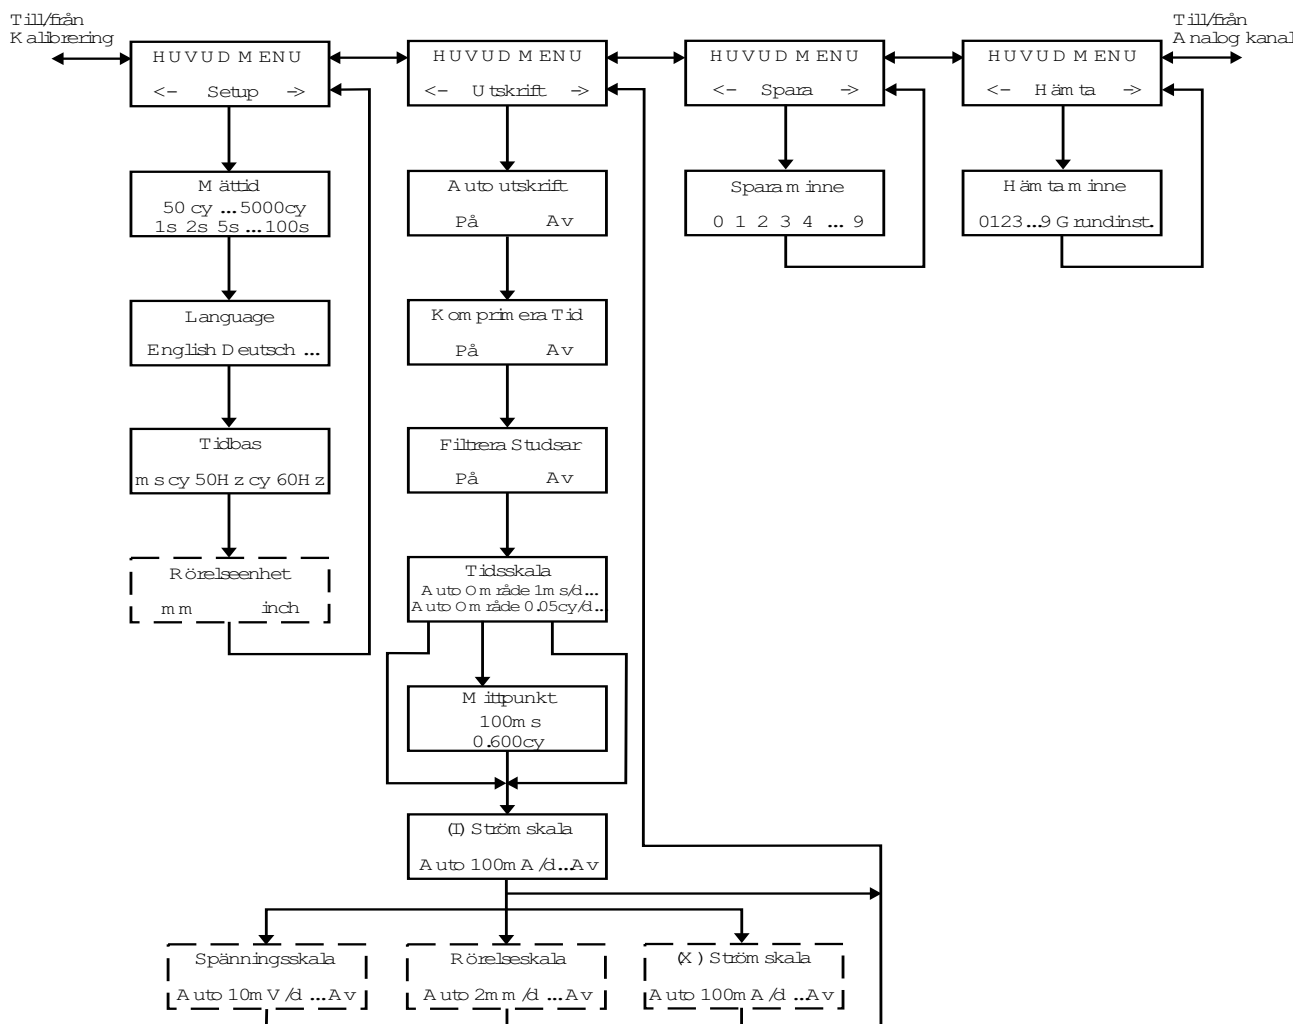 Till/från
Kalibrering
Till/från
Analog kanal
HUVUDMENU
<- Setup ->
HUVUDMENU
<- Utskrift ->
HUVUDMENU
<- Spara ->
HUVUDMENU
<- Hämta ->
Mättid
50 cy ... 5000cy
1s 2s 5s ... 100s
Auto utskrift
På Av
Spara minne
0 1 2 3 4 ... 9
Hämta minne
0123...9 Grundinst.
Language
English Deutsch ...
Komprimera Tid
På Av
Tidbas
ms cy 50Hz cy 60Hz
Filtrera Studsar
På Av
Rörelseenhet
mm inch
Tidsskala
Auto Område 1ms/d...
Auto Område 0.05cy/d...
Mittpunkt
100ms
0.600cy
(I) Strömskala
Auto 100mA/d...Av
Spänningsskala
Auto 10mV/d ...Av
Rörelseskala
Auto 2mm/d ...Av
(X) Strömskala
Auto 100mA/d ...Av